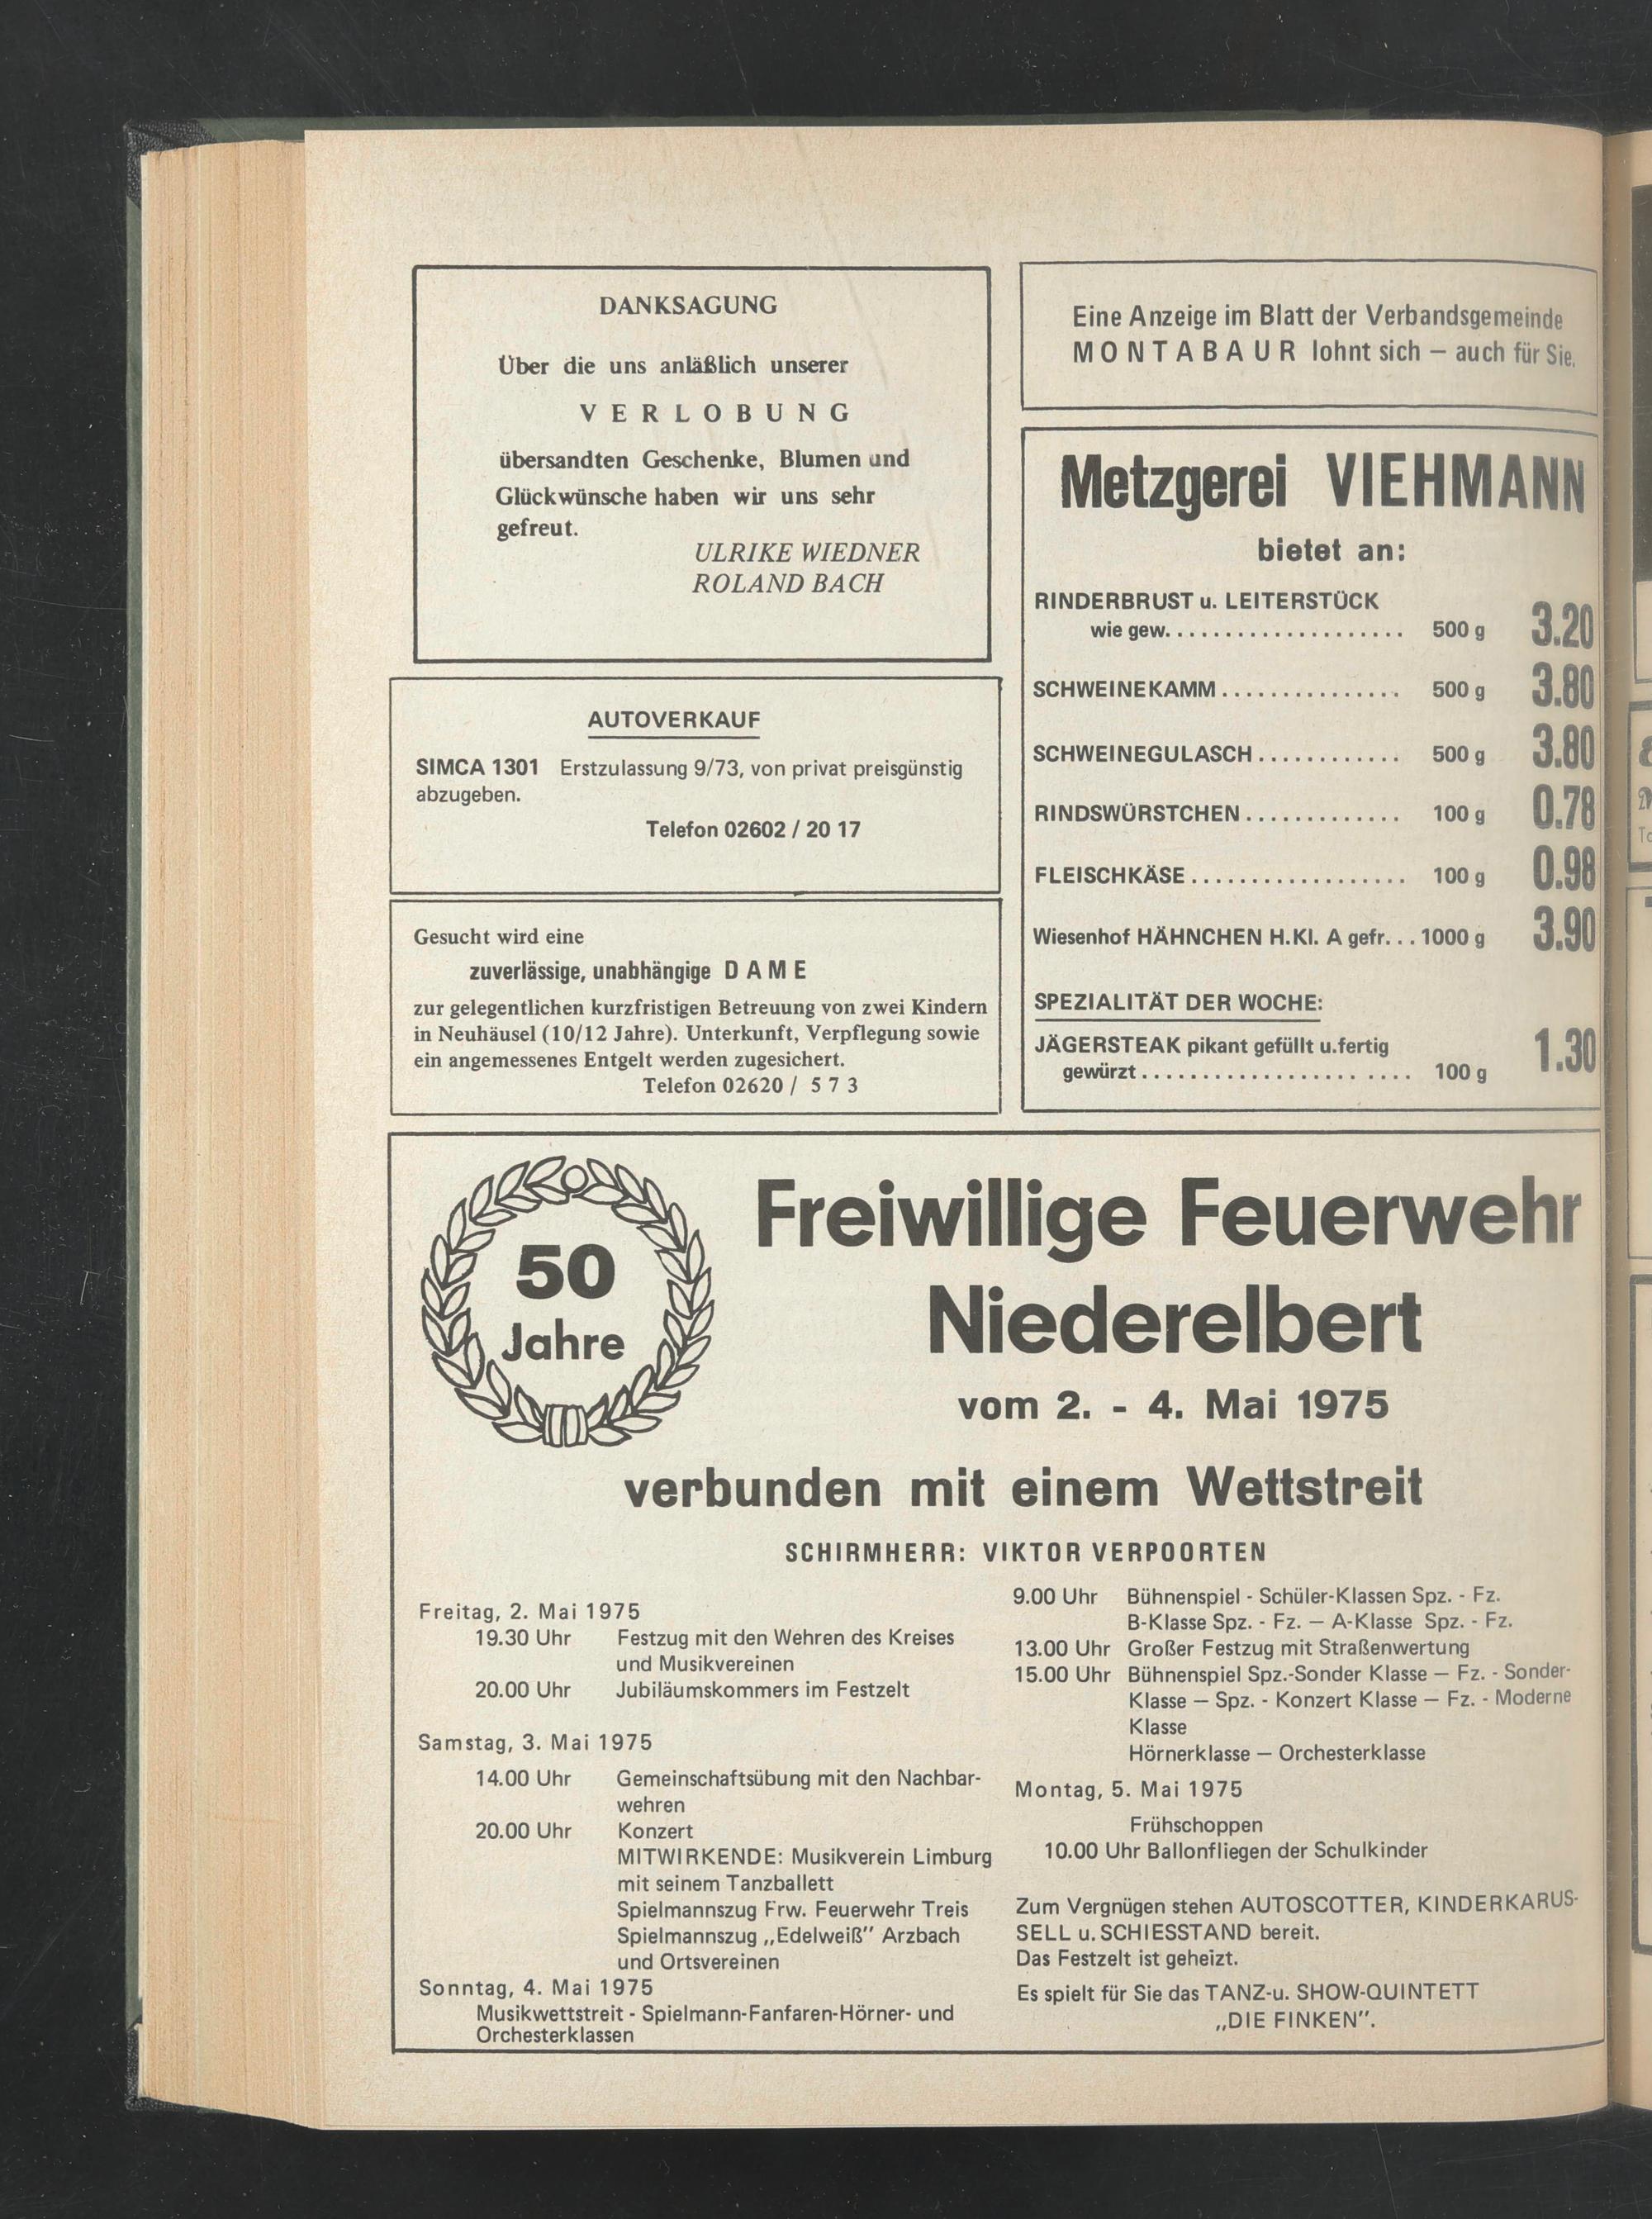 DANKSAGUNG
Über die uns anläßlich unserer
VERLOBUNG
übersandten Geschenke, Blumen und
Glückwünsche haben wir uns sehr
gefreut.
ULRIKE WIEDNER
ROLAND BACH
AUTOVERKAUF
SIMCA 1301 Erstzulassung 9/73, von privat preisgünstig
abzugeben.
Telefon 02602 / 20 17
Gesucht wird eine
zuverlässige, unabhängige D A M E
zur gelegentlichen kurzfristigen Betreuung von zwei Kindern
in Neuhäusel (10/12 Jahre). Unterkunft, Verpflegung sowie
ein angemessenes Entgelt werden zugesichert.
Telefon 02620 / 5 7 3
Eine Anzeige im Blatt der Verbandsgemeinde
MONTABAUR lohnt sich – auch für Sie.
Metzgerei VIEHMANN
bietet an:
RINDERBRUST u. LEITERSTÜCK
wie gew. . . . . . . . . . . . . . . . . . . . . 500 g 3.20
SCHWEINEKAMM . . . . . . . . . . . . . . . 500 g 3.80
SCHWEINEGULASCH . . . . . . . . . . . . 500 g 3.80
RINDSWÜRSTCHEN . . . . . . . . . . . . . 100 g 0.78
FLEISCHKÄSE . . . . . . . . . . . . . . . . . . 100 g 0.98
Wiesenhof HÄHNCHEN H.Kl. A gefr. . . 1000 g 3.90
SPEZIALITÄT DER WOCHE:
JÄGERSTEAK pikant gefüllt u.fertig
gewürzt . . . . . . . . . . . . . . . . . . . . . . 100 g 1.30
50
Jahre
Freiwillige Feuerwehr
Niederelbert
vom 2. - 4. Mai 1975
verbunden mit einem Wettstreit
SCHIRMHERR: VIKTOR VERPOORTEN
Freitag, 2. Mai 1975
19.30 Uhr Festzug mit den Wehren des Kreises
und Musikvereinen
20.00 Uhr Jubiläumskommers im Festzelt
Samstag, 3. Mai 1975
14.00 Uhr Gemeinschaftsübung mit den Nachbar-
wehren
20.00 Uhr Konzert
MITWIRKENDE: Musikverein Limburg
mit seinem Tanzballett
Spielmannszug Frw. Feuerwehr Treis
Spielmannszug „Edelweiß” Arzbach
und Ortsvereinen
Sonntag, 4. Mai 1975
Musikwettstreit - Spielmann-Fanfaren-Hörner- und
Orchesterklassen
9.00 Uhr Bühnenspiel - Schüler-Klassen Spz. - Fz.
B-Klasse Spz. - Fz. – A-Klasse Spz. - Fz.
13.00 Uhr Großer Festzug mit Straßenwertung
15.00 Uhr Bühnenspiel Spz.-Sonder Klasse – Fz. - Sonder-
Klasse – Spz. - Konzert Klasse – Fz. - Moderne
Klasse
Hörnerklasse – Orchesterklasse
Montag, 5. Mai 1975
Frühschoppen
10.00 Uhr Ballonfliegen der Schulkinder
Zum Vergnügen stehen AUTOSCOTTER, KINDERKARUS-
SELL u. SCHIESSTAND bereit.
Das Festzelt ist geheizt.
Es spielt für Sie das TANZ-u. SHOW-QUINTETT
„DIE FINKEN”.